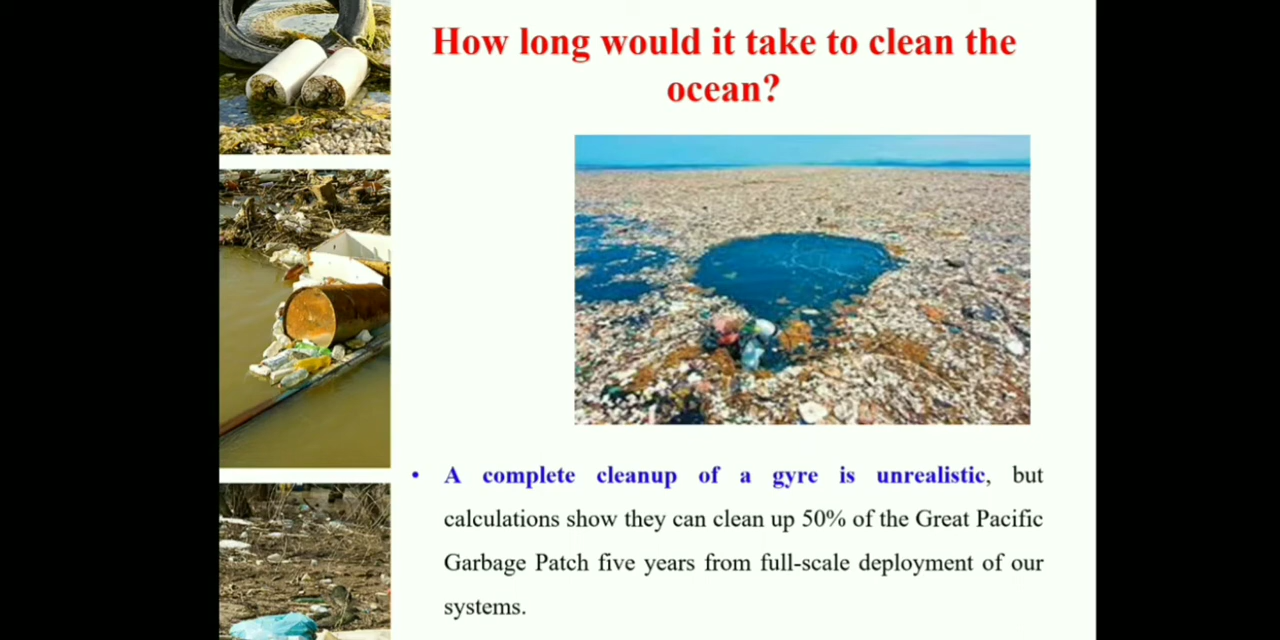 How long would it take to clean the
ocean?
• A complete cleanup of a gyre is unrealistic, but
calculations show they can clean up 50% of the Great Pacific
Garbage Patch five years from full-scale deployment of our
systems.